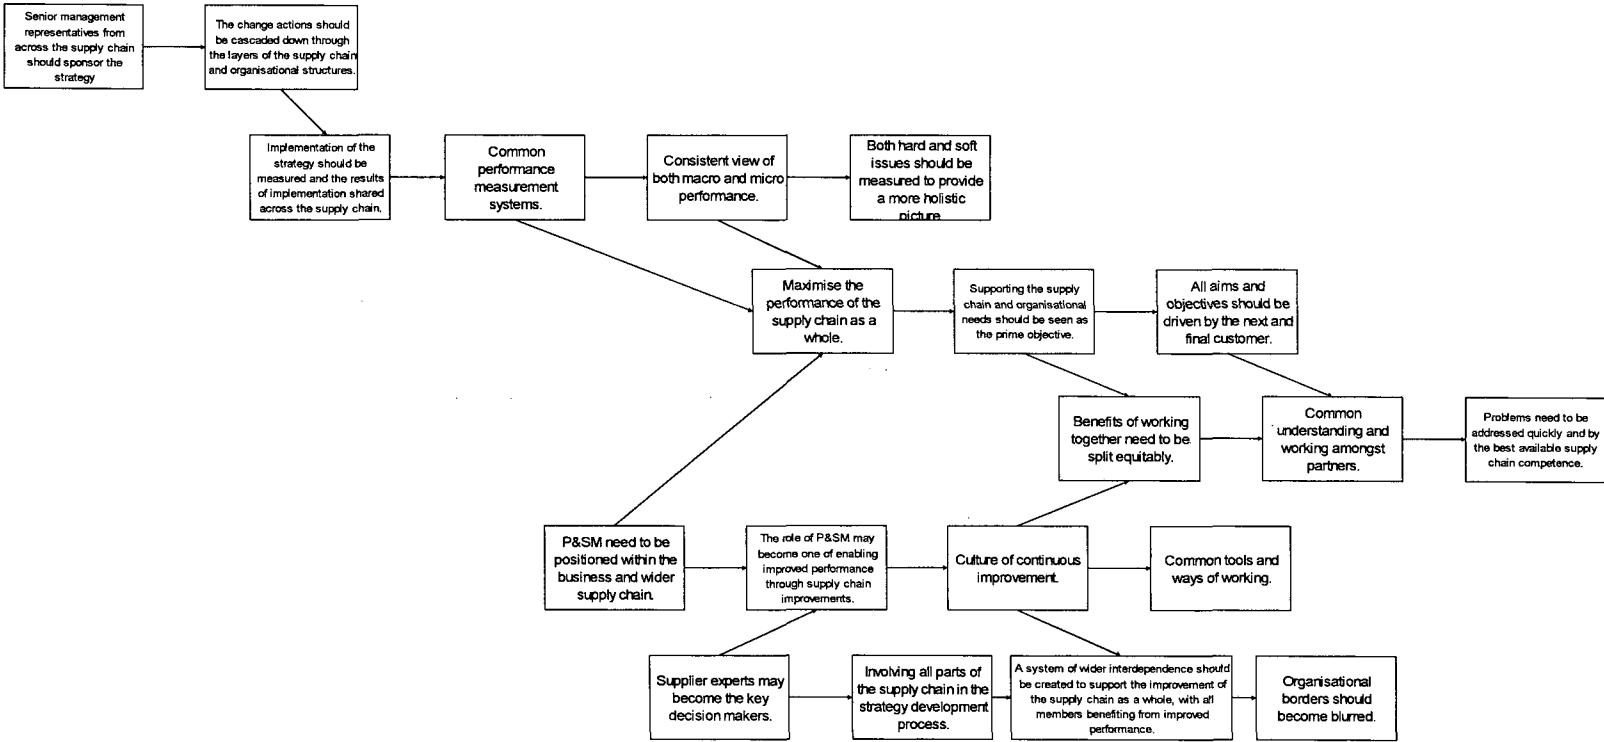 Senior management
representatives from
across the supply chain
should sponsor the
strategy
The change actions should
be cascaded down through
the layers of the supply chain
and organisational structures.
Implementation of the
strategy should be
measured and the results
of implementation shared
across the supply chain.
Common
performance
measurement
systems.
Consistent view of
both macro and micro
performance.
Both hard and soft
issues should be
measured to provide
a more holistic
picture
Maximise the
performance of the
supply chain as a
whole.
Supporting the supply
chain and organisational
needs should be seen as
the prime objective.
All aims and
objectives should be
driven by the next and
final customer.
Benefits of working
together need to be
split equitably.
Common
understanding and
working amongst
partners.
Problems need to be
addressed quickly and by
the best available supply
chain competence.
P&SM need to be
positioned within the
business and wider
supply chain.
The role of P&SM may
become one of enabling
improved performance
through supply chain
improvements.
Culture of continuous
improvement.
Common tools and
ways of working.
Supplier experts may
become the key
decision makers.
Involving all parts of
the supply chain in the
strategy development
process.
A system of wider interdependence should
be created to support the improvement of
the supply chain as a whole, with all
members benefiting from improved
performance.
Organisational
borders should
become blurred.